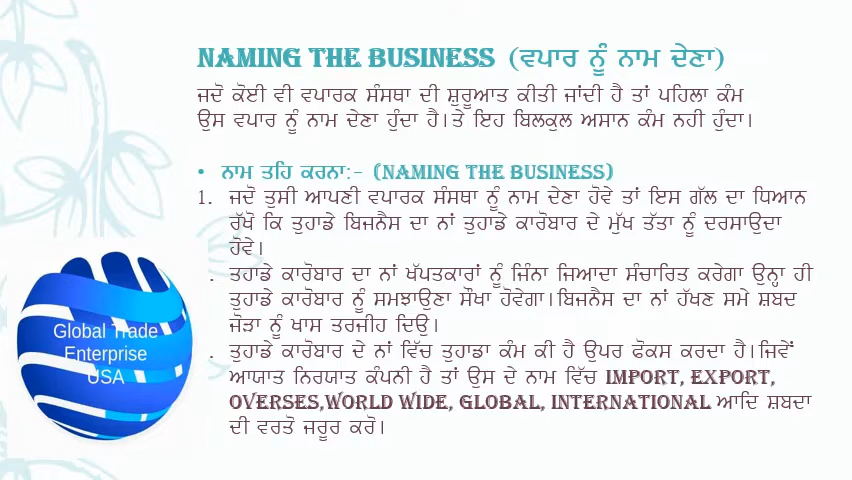 NAMING THE BUSINESS (ਵਪਾਰ ਨੂੰ ਨਾਮ ਦੇਣਾ)
ਜਦੋ ਕੋਈ ਵੀ ਵਪਾਰਕ ਸੰਸਥਾ ਦੀ ਸ਼ੁਰੂਆਤ ਕੀਤੀ ਜਾਂਦੀ ਹੈ ਤਾਂ ਪਹਿਲਾ ਕੰਮ
ਉਸ ਵਪਾਰ ਨੂੰ ਨਾਮ ਦੇਣਾ ਹੁੰਦਾ ਹੈ।ਤੇ ਇਹ ਬਿਲਕੁਲ ਅਸਾਨ ਕੰਮ ਨਹੀ ਹੁੰਦਾ।
• ਨਾਮ ਤਹਿ ਕਰਨਾ:- (NAMING THE BUSINESS)
1. ਜਦੋ ਤੁਸੀ ਆਪਣੀ ਵਪਾਰਕ ਸੰਸਥਾ ਨੂੰ ਨਾਮ ਦੇਣਾ ਹੋਵੇ ਤਾਂ ਇਸ ਗੱਲ ਦਾ ਧਿਆਨ
ਰੱਖੋ ਕਿ ਤੁਹਾਡੇ ਬਿਜਨੈਸ ਦਾ ਨਾਂ ਤੁਹਾਡੇ ਕਾਰੋਬਾਰ ਦੇ ਮੁੱਖ ਤੱਤਾ ਨੂੰ ਦਰਸਾਉਦਾ
ਹੋਵੇ।
. ਤਹਾਡੇ ਕਾਰੋਬਾਰ ਦਾ ਨਾਂ ਖੱਪਤਕਾਰਾਂ ਨੂੰ ਜਿੰਨਾ ਜਿਆਦਾ ਸੰਚਾਰਿਤ ਕਰੇਗਾ ਉਨ੍ਹਾ ਹੀ
ਤੁਹਾਡੇ ਕਾਰੋਬਾਰ ਨੂੰ ਸਮਝਾਉਣਾ ਸੌਖਾ ਹੋਵੇਗਾ।ਬਿਜਨੈਸ ਦਾ ਨਾਂ ਹੱਖਣ ਸਮੇ ਸ਼ਬਦ
ਜੋੜਾ ਨੂੰ ਖਾਸ ਤਰਜੀਹ ਦਿਉ।
. ਤੁਹਾਡੇ ਕਾਰੋਬਾਰ ਦੇ ਨਾਂ ਵਿੱਚ ਤੁਹਾਡਾ ਕੰਮ ਕੀ ਹੈ ਉਪਰ ਫੋਕਸ ਕਰਦਾ ਹੈ।ਜਿਵੇਂ
ਆਯਾਤ ਨਿਰਯਾਤ ਕੰਪਨੀ ਹੈ ਤਾਂ ਉਸ ਦੇ ਨਾਮ ਵਿੱਚ IMPORT, EXPORT,
OVERSES,WORLD WIDE, GLOBAL, INTERNATIONAL ਆਦਿ ਸ਼ਬਦਾ
ਦੀ ਵਰਤੋ ਜਰੂਰ ਕਰੋ।
Global Trade
Enterprise
USA